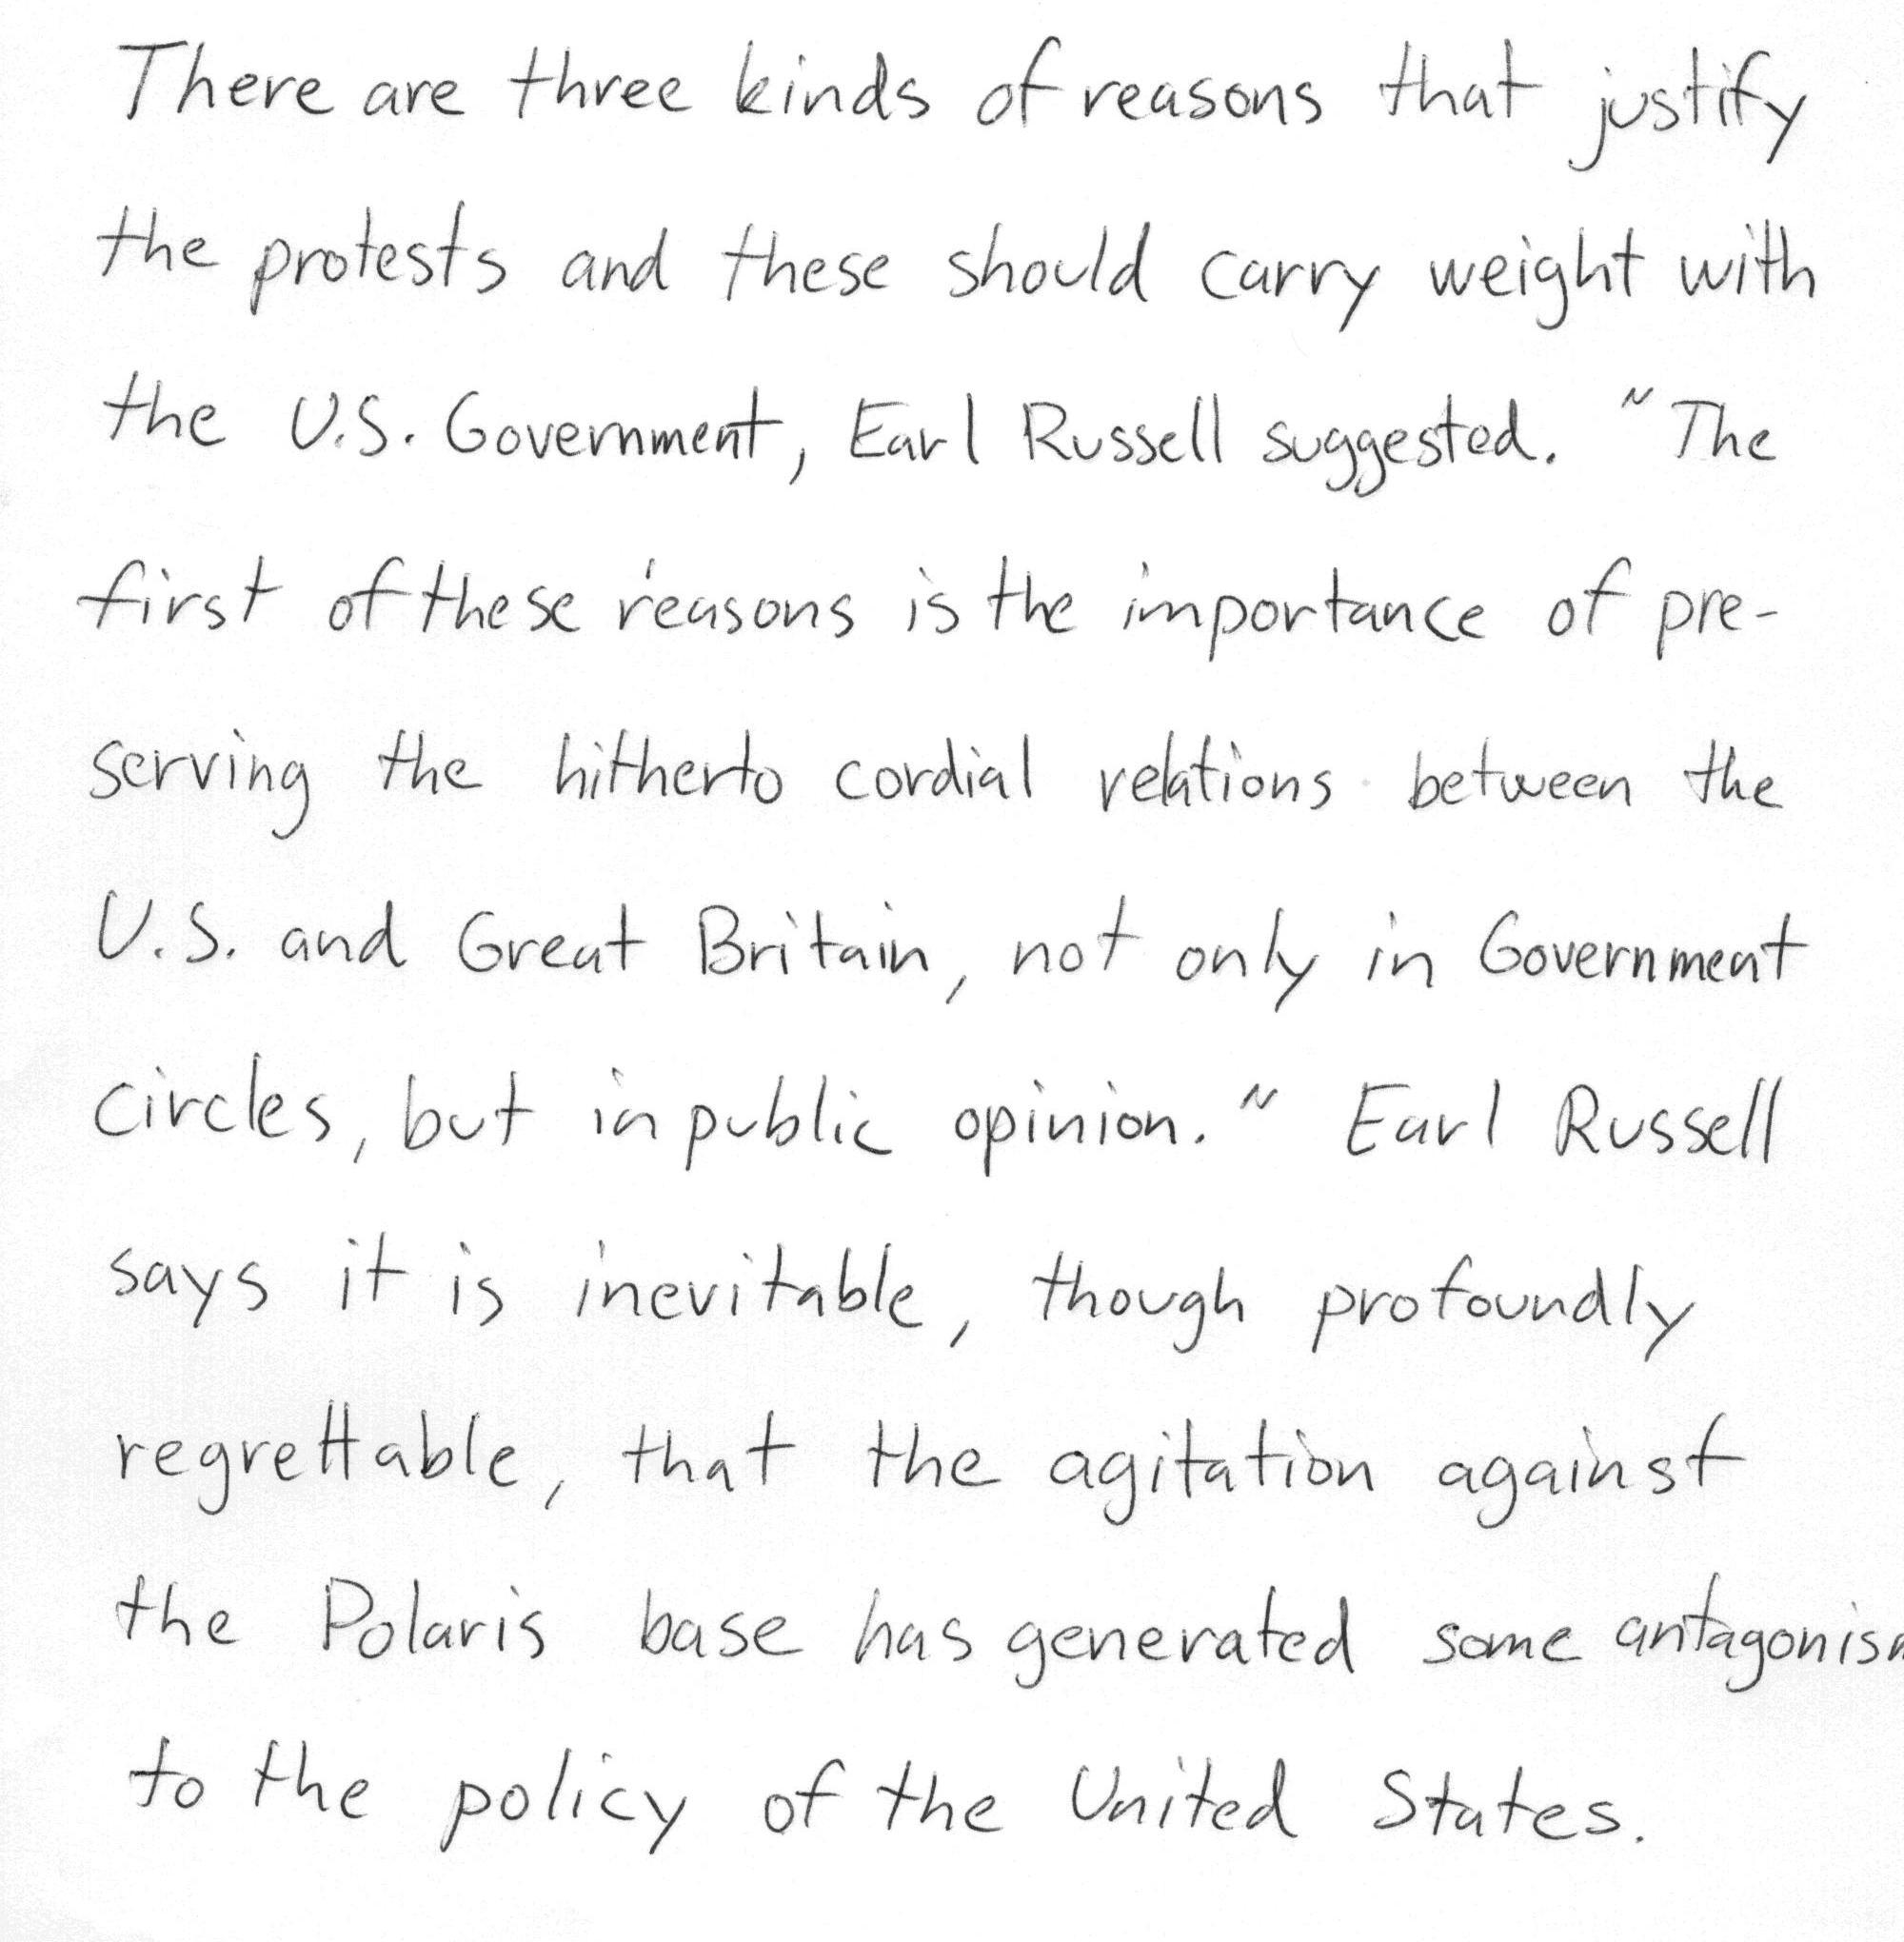 There are three kinds of reasons that justify
the protests and these should carry weight with
the U.S. Government, Earl Russell suggested. "The
first of these reasons is the importance of pre-
serving the hitherto cordial relations between the
U.S. and Great Britain, not only in Government
circles, but in public opinion." Earl Russell
says it is inevitable, though profoundly
regrettable, that the agitation against
the Polaris base has generated some antagonism
to the policy of the United States.